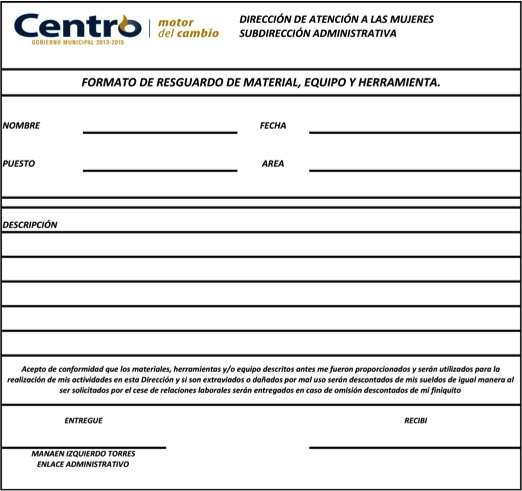 Centro
GOBIERNO MUNICIPAL 2013-2015
motor
del cambio
DIRECCIÓN DE ATENCIÓN A LAS MUJERES
SUBDIRECCIÓN ADMINISTRATIVA
FORMATO DE RESGUARDO DE MATERIAL, EQUIPO Y HERRAMIENTA.
NOMBRE FECHA
PUESTO AREA
DESCRIPCIÓN
Acepto de conformidad que los materiales, herramientas y/o equipo descritos antes me fueron proporcionados y serán utilizados para la
realización de mis actividades en esta Dirección y si son extraviados o dañados por mal uso serán descontados de mis sueldos de igual manera al
ser solicitados por el cese de relaciones laborales serán entregados en caso de omisión descontados de mi finiquito
ENTREGUE RECIBI
MANAEN IZQUIERDO TORRES
ENLACE ADMINISTRATIVO